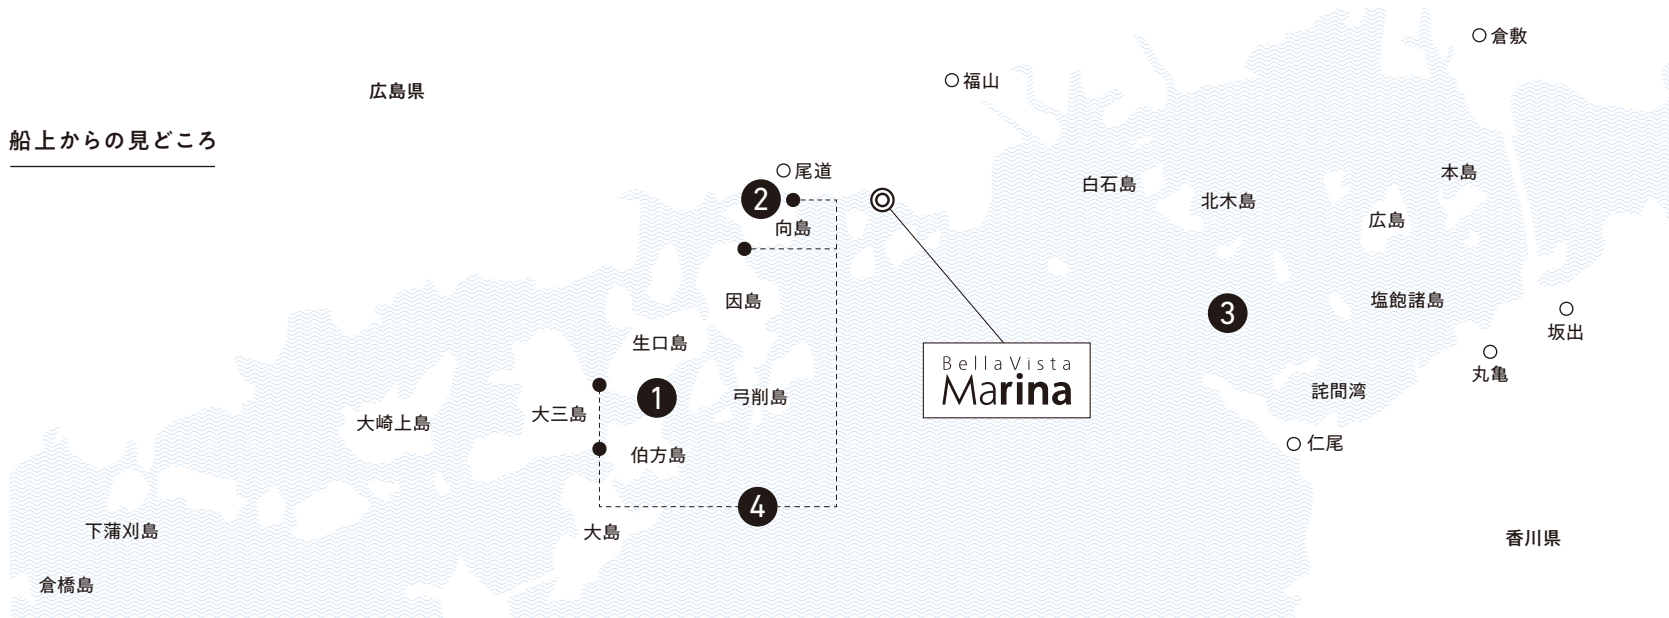 船上からの見どころ
広島県
福山
倉敷
尾道
2
向島
白石島
北木島
本島
広島
因島
塩飽諸島
3
坂出
生口島
BellaVista
Marina
丸亀
1
弓削島
詫間湾
大三島
大崎上島
伯方島
仁尾
4
大島
下蒲刈島
香川県
倉橋島